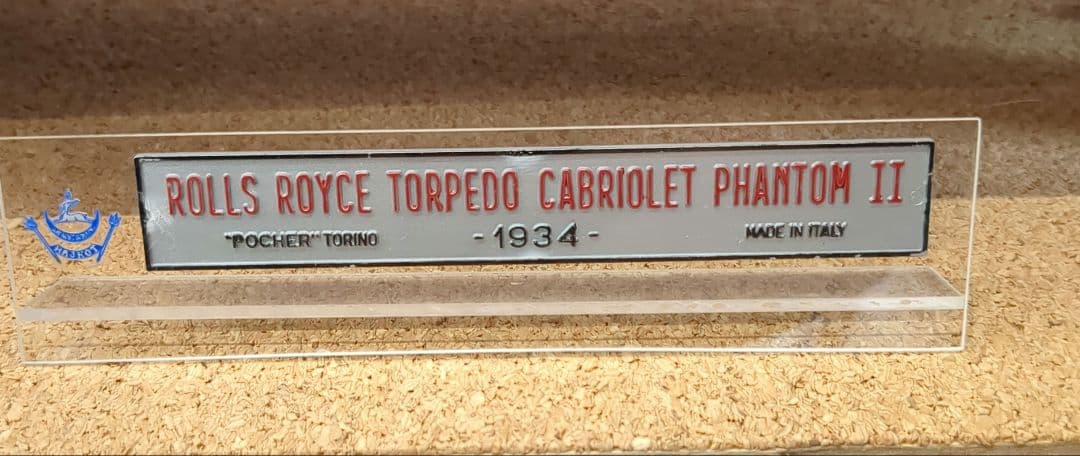 ROLLS ROYCE TORPEDO CABRIOLET PHANTOM II
"POCHER" TORINO -1934- MADE IN ITALY